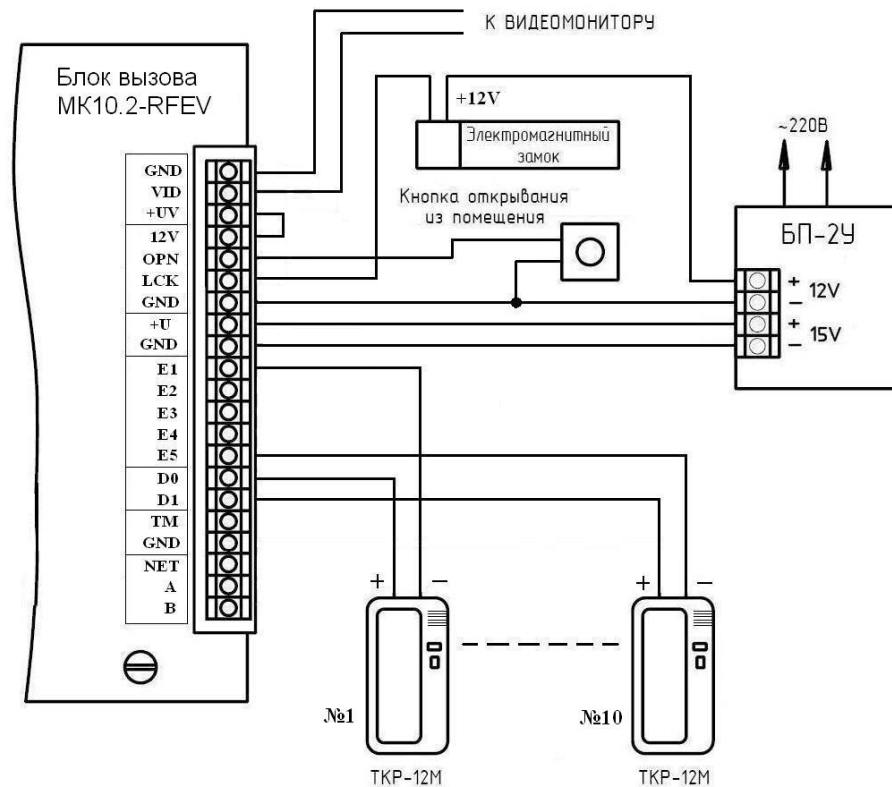 К ВИДЕОМОНИТОРУ
Блок вызова
МК10.2-RFEV
+12V
Электромагнитный
замок
~220В
Кнопка открывания
из помещения
БП-2У
GND
VID
+UV
12V
OPN
LCK
GND
+U
GND
E1
E2
E3
E4
E5
D0
D1
TM
GND
NET
A
B
+
12V
−
+
15V
−
+ −
+ −
№1
№10
ТКР-12М
ТКР-12М